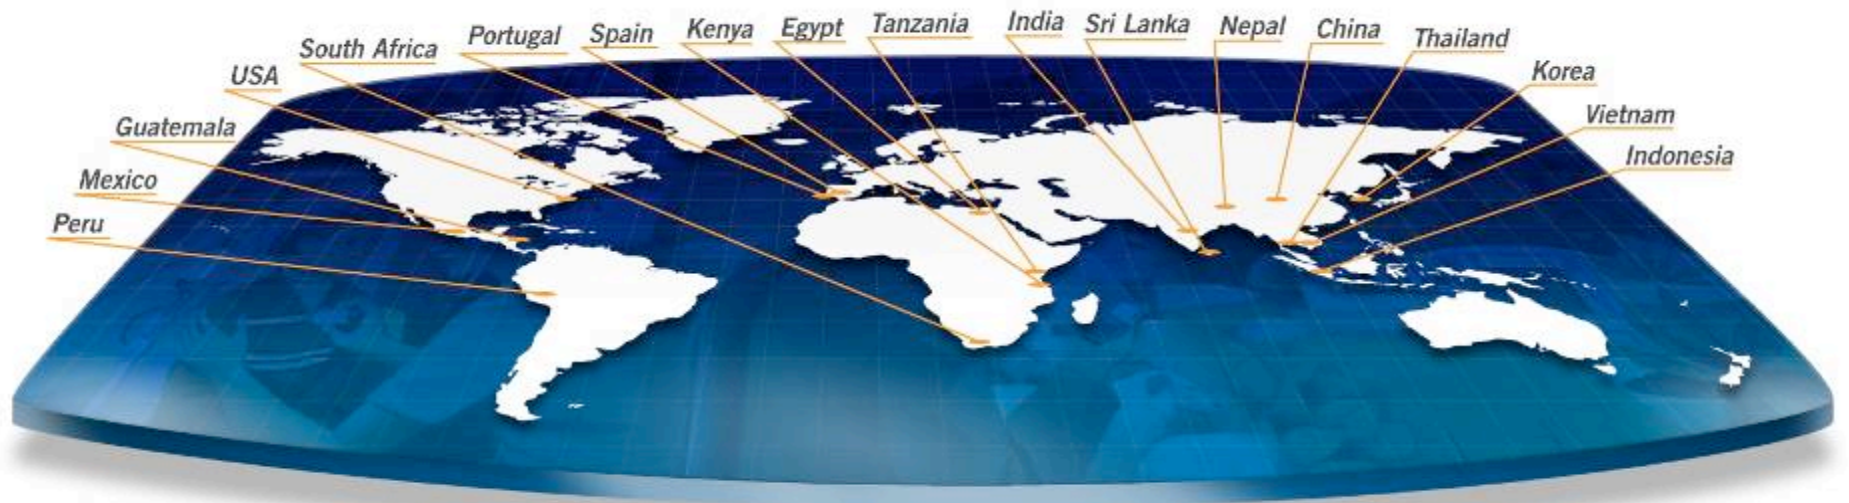 Peru
Mexico
Guatemala
USA
South Africa
Portugal
Spain
Kenya
Egypt
Tanzania
India
Sri Lanka
Nepal
China
Thailand
Korea
Vietnam
Indonesia